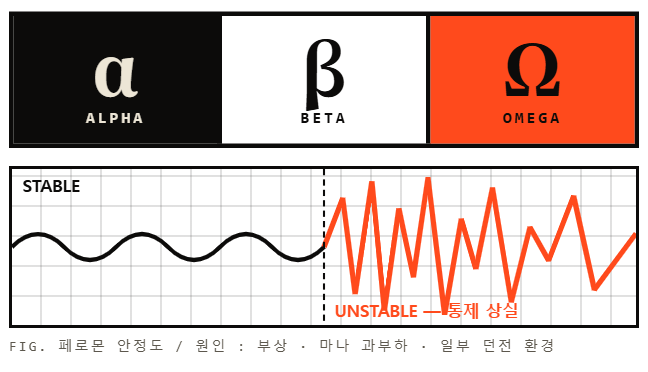 α β Ω
ALPHA BETA OMEGA
STABLE
UNSTABLE — 통제 상실
FIG. 페로몬 안정도 / 원인 : 부상 · 마나 과부하 · 일부 던전 환경